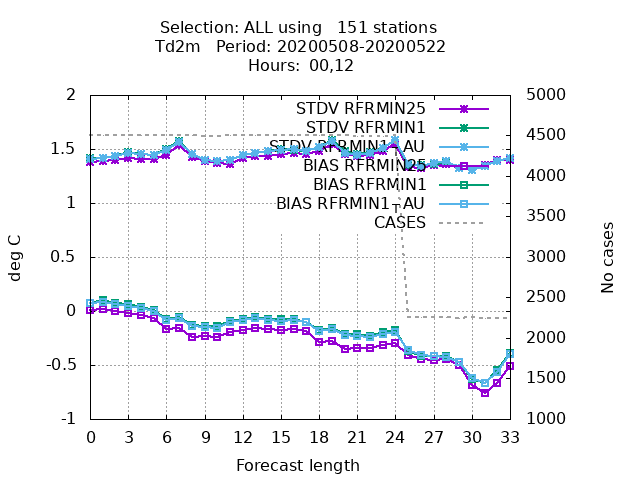 Selection: ALL using 151 stations
Td2m Period: 20200508-20200522
Hours: 00,12
deg C
2
1.5
1
0.5
0
-0.5
-1
STDV RFRMIN25
STDV RFRMIN1
STDV RFRMIN1_AU
BIAS RFRMIN25
BIAS RFRMIN1
BIAS RFRMIN1_AU
CASES
5000
4500
4000
3500
3000
2500
2000
1500
1000
No cases
0 3 6 9 12 15 18 21 24 27 30 33
Forecast length